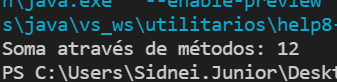 n\java.exe' '--enable-preview'
s\java\vs_ws\utilitarios\help8-
Soma através de métodos: 12
PS C:\Users\Sidnei.Junior\Deskt